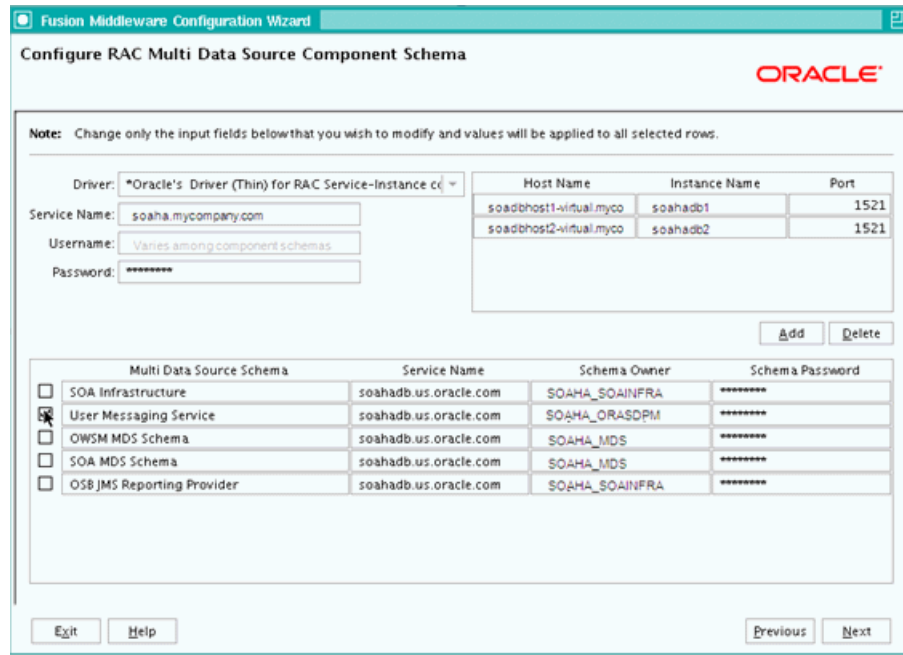 Fusion Middleware Configuration Wizard
Configure RAC Multi Data Source Component Schema
ORACLE
Note: Change only the input fields below that you wish to modify and values will be applied to all selected rows.
Driver: *Oracle's Driver (Thin) for RAC Service-Instance co
Service Name: soaha.mycompany.com
Username: Varies among component schemas
Password: ********
Host Name Instance Name Port
soadbhost1-virtual.myco soahadb1 1521
soadbhost2-virtual.myco soahadb2 1521
Add Delete
Multi Data Source Schema Service Name Schema Owner Schema Password
SOA Infrastructure soahadb.us.oracle.com SOAHA_SOAINFRA ********
User Messaging Service soahadb.us.oracle.com SOAHA_ORASDPM ********
OWSM MDS Schema soahadb.us.oracle.com SOAHA_MDS ********
SOA MDS Schema soahadb.us.oracle.com SOAHA_MDS ********
OSB JMS Reporting Provider soahadb.us.oracle.com SOAHA_SOAINFRA ********
Exit Help Previous Next